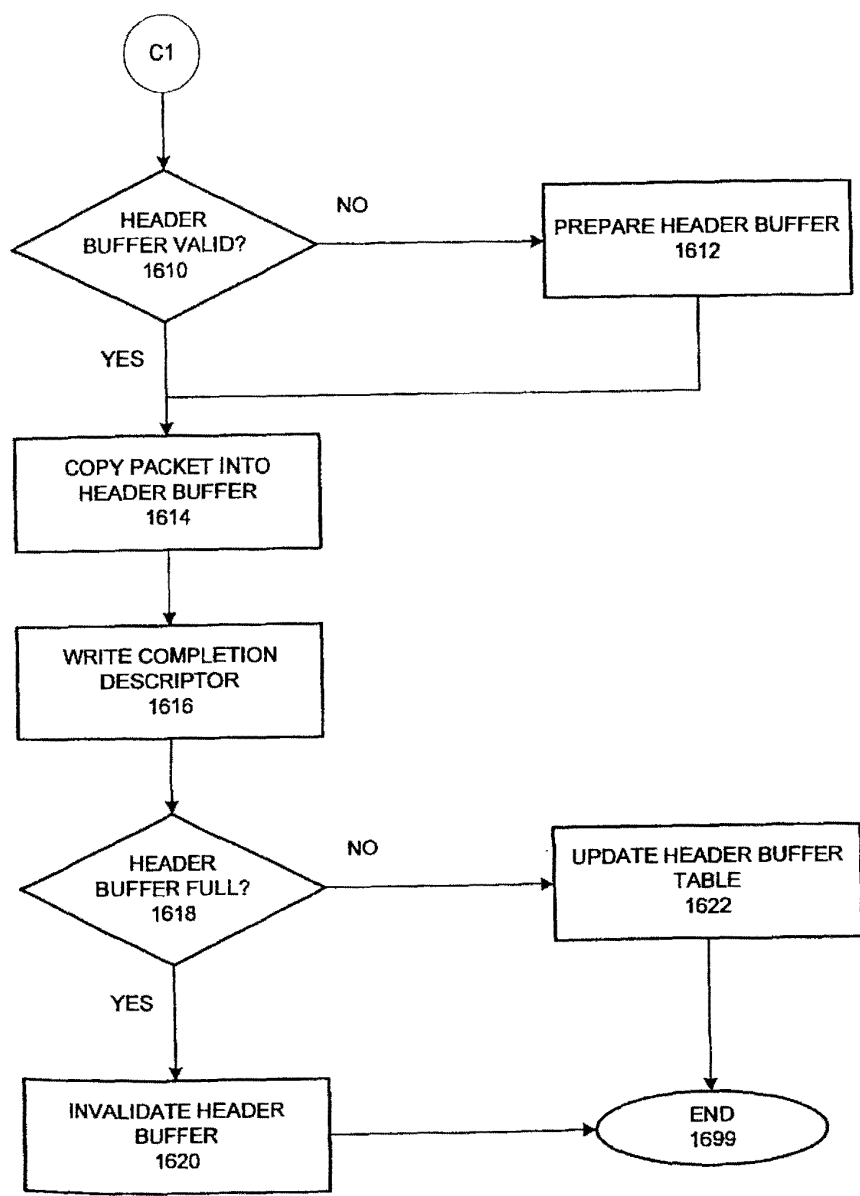 C1
HEADER
BUFFER VALID?
1610
NO
PREPARE HEADER BUFFER
1612
YES
COPY PACKET INTO
HEADER BUFFER
1614
WRITE COMPLETION
DESCRIPTOR
1616
HEADER
BUFFER FULL?
1618
NO
UPDATE HEADER BUFFER
TABLE
1622
YES
INVALIDATE HEADER
BUFFER
1620
END
1699